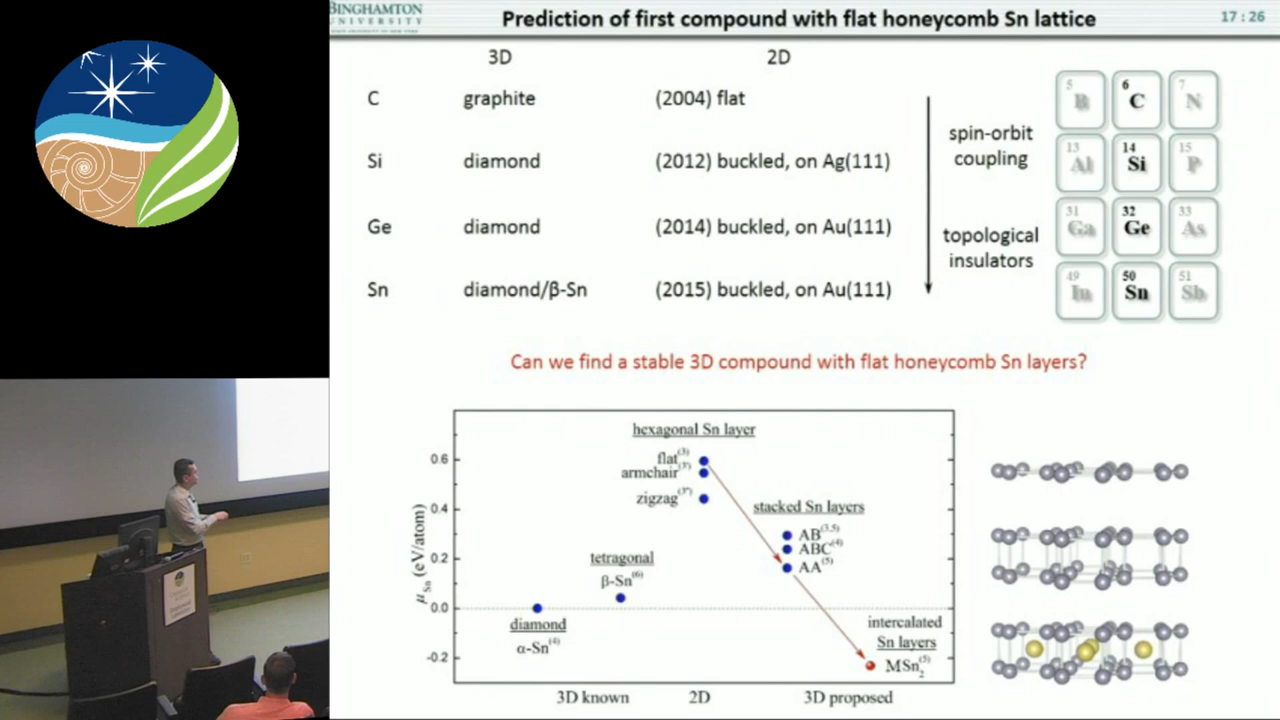 BINGHAMTON
UNIVERSITY
Prediction of first compound with flat honeycomb Sn lattice
17 : 26
3D 2D
C graphite (2004) flat
Si diamond (2012) buckled, on Ag(111)
Ge diamond (2014) buckled, on Au(111)
Sn diamond/β-Sn (2015) buckled, on Au(111)
spin-orbit
coupling
topological
insulators
5 6 7
B C N
13 14 15
Al Si P
31 32 33
Ga Ge As
49 50 51
In Sn Sb
Can we find a stable 3D compound with flat honeycomb Sn layers?
μSn (eV/atom)
0.6
0.4
0.2
0.0
-0.2
hexagonal Sn layer
flat(3)
armchair(3')
zigzag(3")
stacked Sn layers
AB(3,5)
ABC(4)
AA(5)
tetragonal
β-Sn(6)
diamond
α-Sn(4)
intercalated
Sn layers
MSn2(5)
3D known 2D 3D proposed